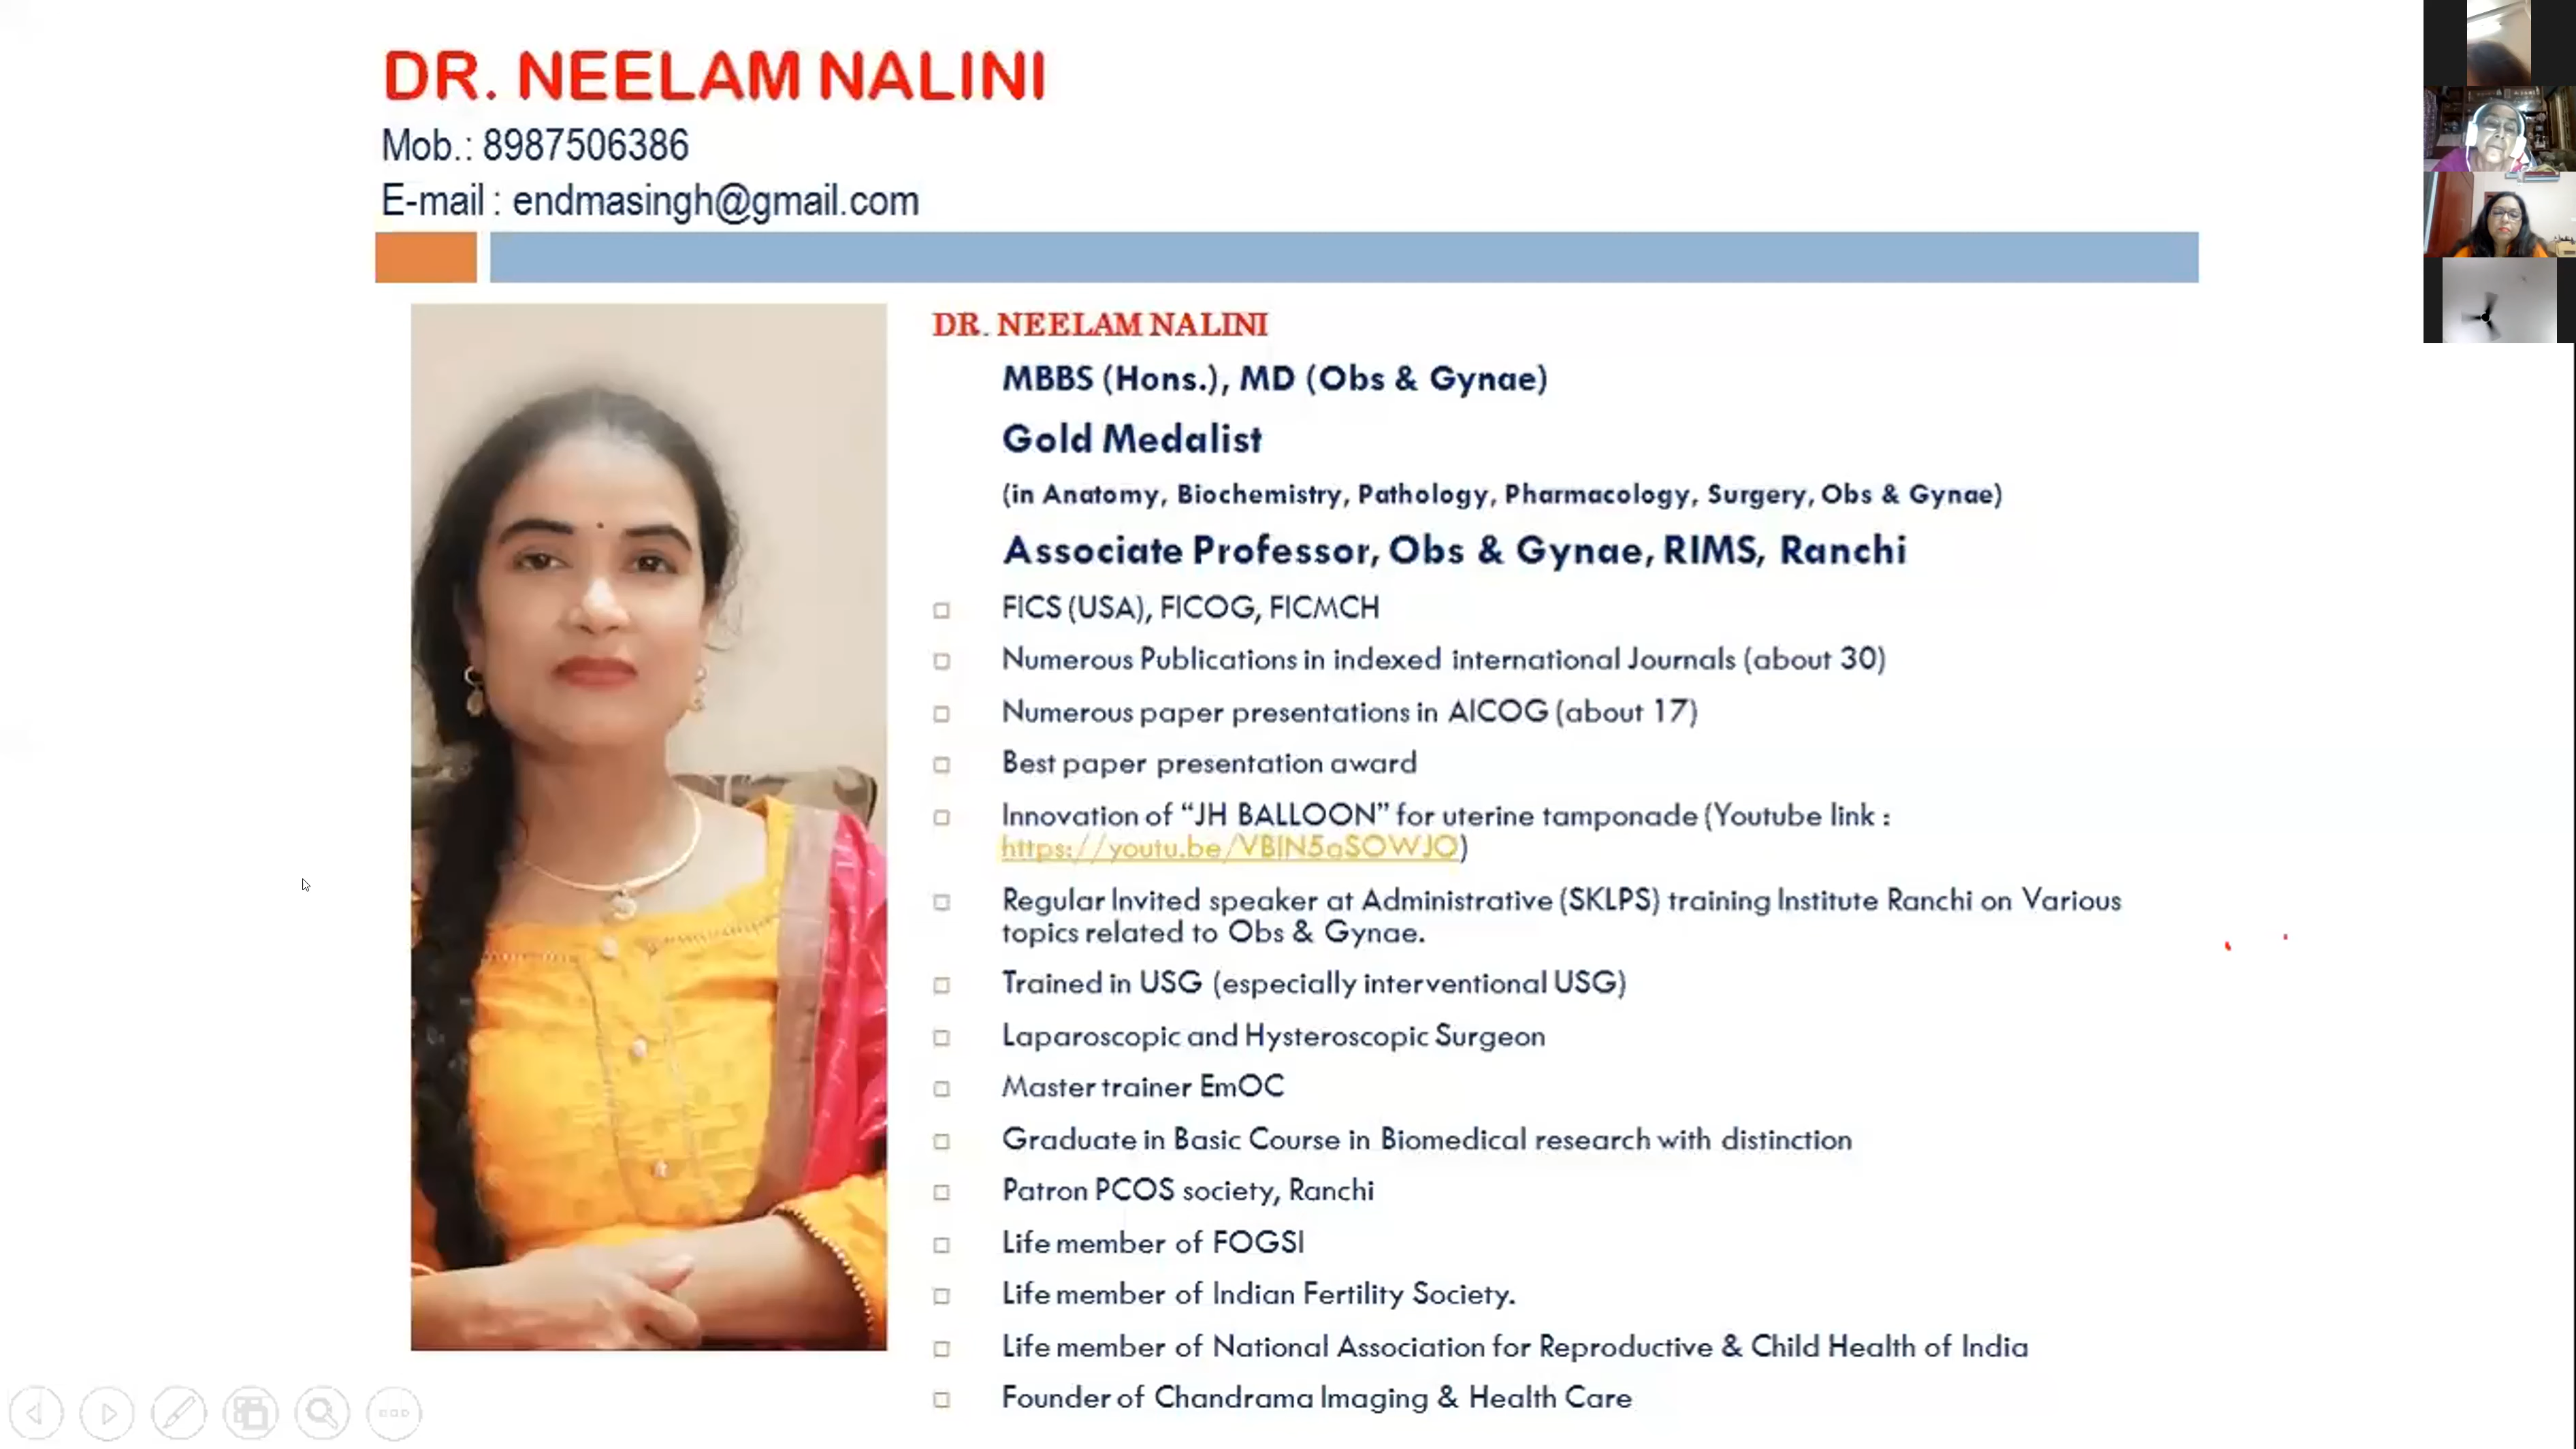 DR. NEELAM NALINI
Mob.: 8987506386
E-mail : endmasingh@gmail.com
DR. NEELAM NALINI
MBBS (Hons.), MD (Obs & Gynae)
Gold Medalist
(in Anatomy, Biochemistry, Pathology, Pharmacology, Surgery, Obs & Gynae)
Associate Professor, Obs & Gynae, RIMS, Ranchi
FICS (USA), FICOG, FICMCH
Numerous Publications in indexed international Journals (about 30)
Numerous paper presentations in AICOG (about 17)
Best paper presentation award
Innovation of “JH BALLOON” for uterine tamponade (Youtube link :
https://youtu.be/VBIN5aSOWJO)
Regular Invited speaker at Administrative (SKLPS) training Institute Ranchi on Various
topics related to Obs & Gynae.
Trained in USG (especially interventional USG)
Laparoscopic and Hysteroscopic Surgeon
Master trainer EmOC
Graduate in Basic Course in Biomedical research with distinction
Patron PCOS society, Ranchi
Life member of FOGSI
Life member of Indian Fertility Society.
Life member of National Association for Reproductive & Child Health of India
Founder of Chandrama Imaging & Health Care